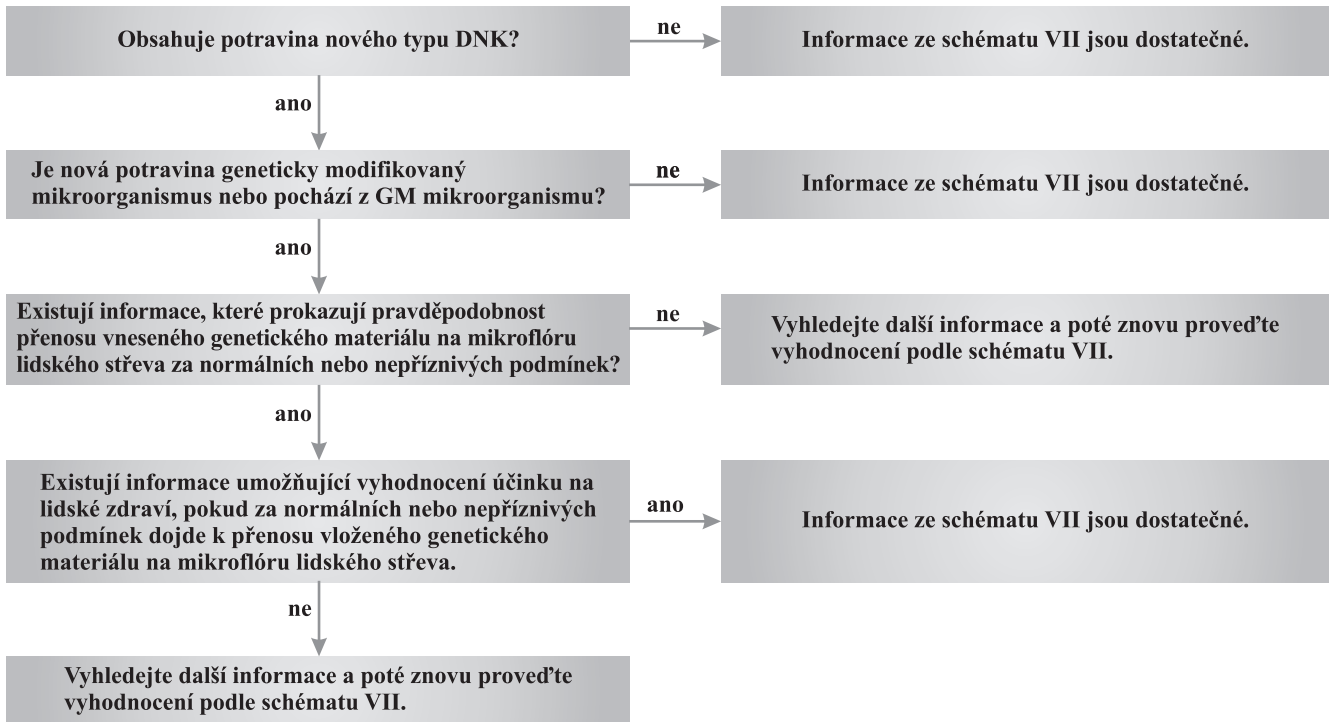 Obsahuje potravina nového typu DNK?
ne
Informace ze schématu VII jsou dostatečné.
ano
Je nová potravina geneticky modifikovaný
mikroorganismus nebo pochází z GM mikroorganismu?
ne
Informace ze schématu VII jsou dostatečné.
ano
Existují informace, které prokazují pravděpodobnost
přenosu vneseného genetického materiálu na mikroflóru
lidského střeva za normálních nebo nepříznivých podmínek?
ne
Vyhledejte další informace a poté znovu proveďte
vyhodnocení podle schématu VII.
ano
Existují informace umožňující vyhodnocení účinku na
lidské zdraví, pokud za normálních nebo nepříznivých
podmínek dojde k přenosu vloženého genetického
materiálu na mikroflóru lidského střeva.
ano
Informace ze schématu VII jsou dostatečné.
ne
Vyhledejte další informace a poté znovu proveďte
vyhodnocení podle schématu VII.